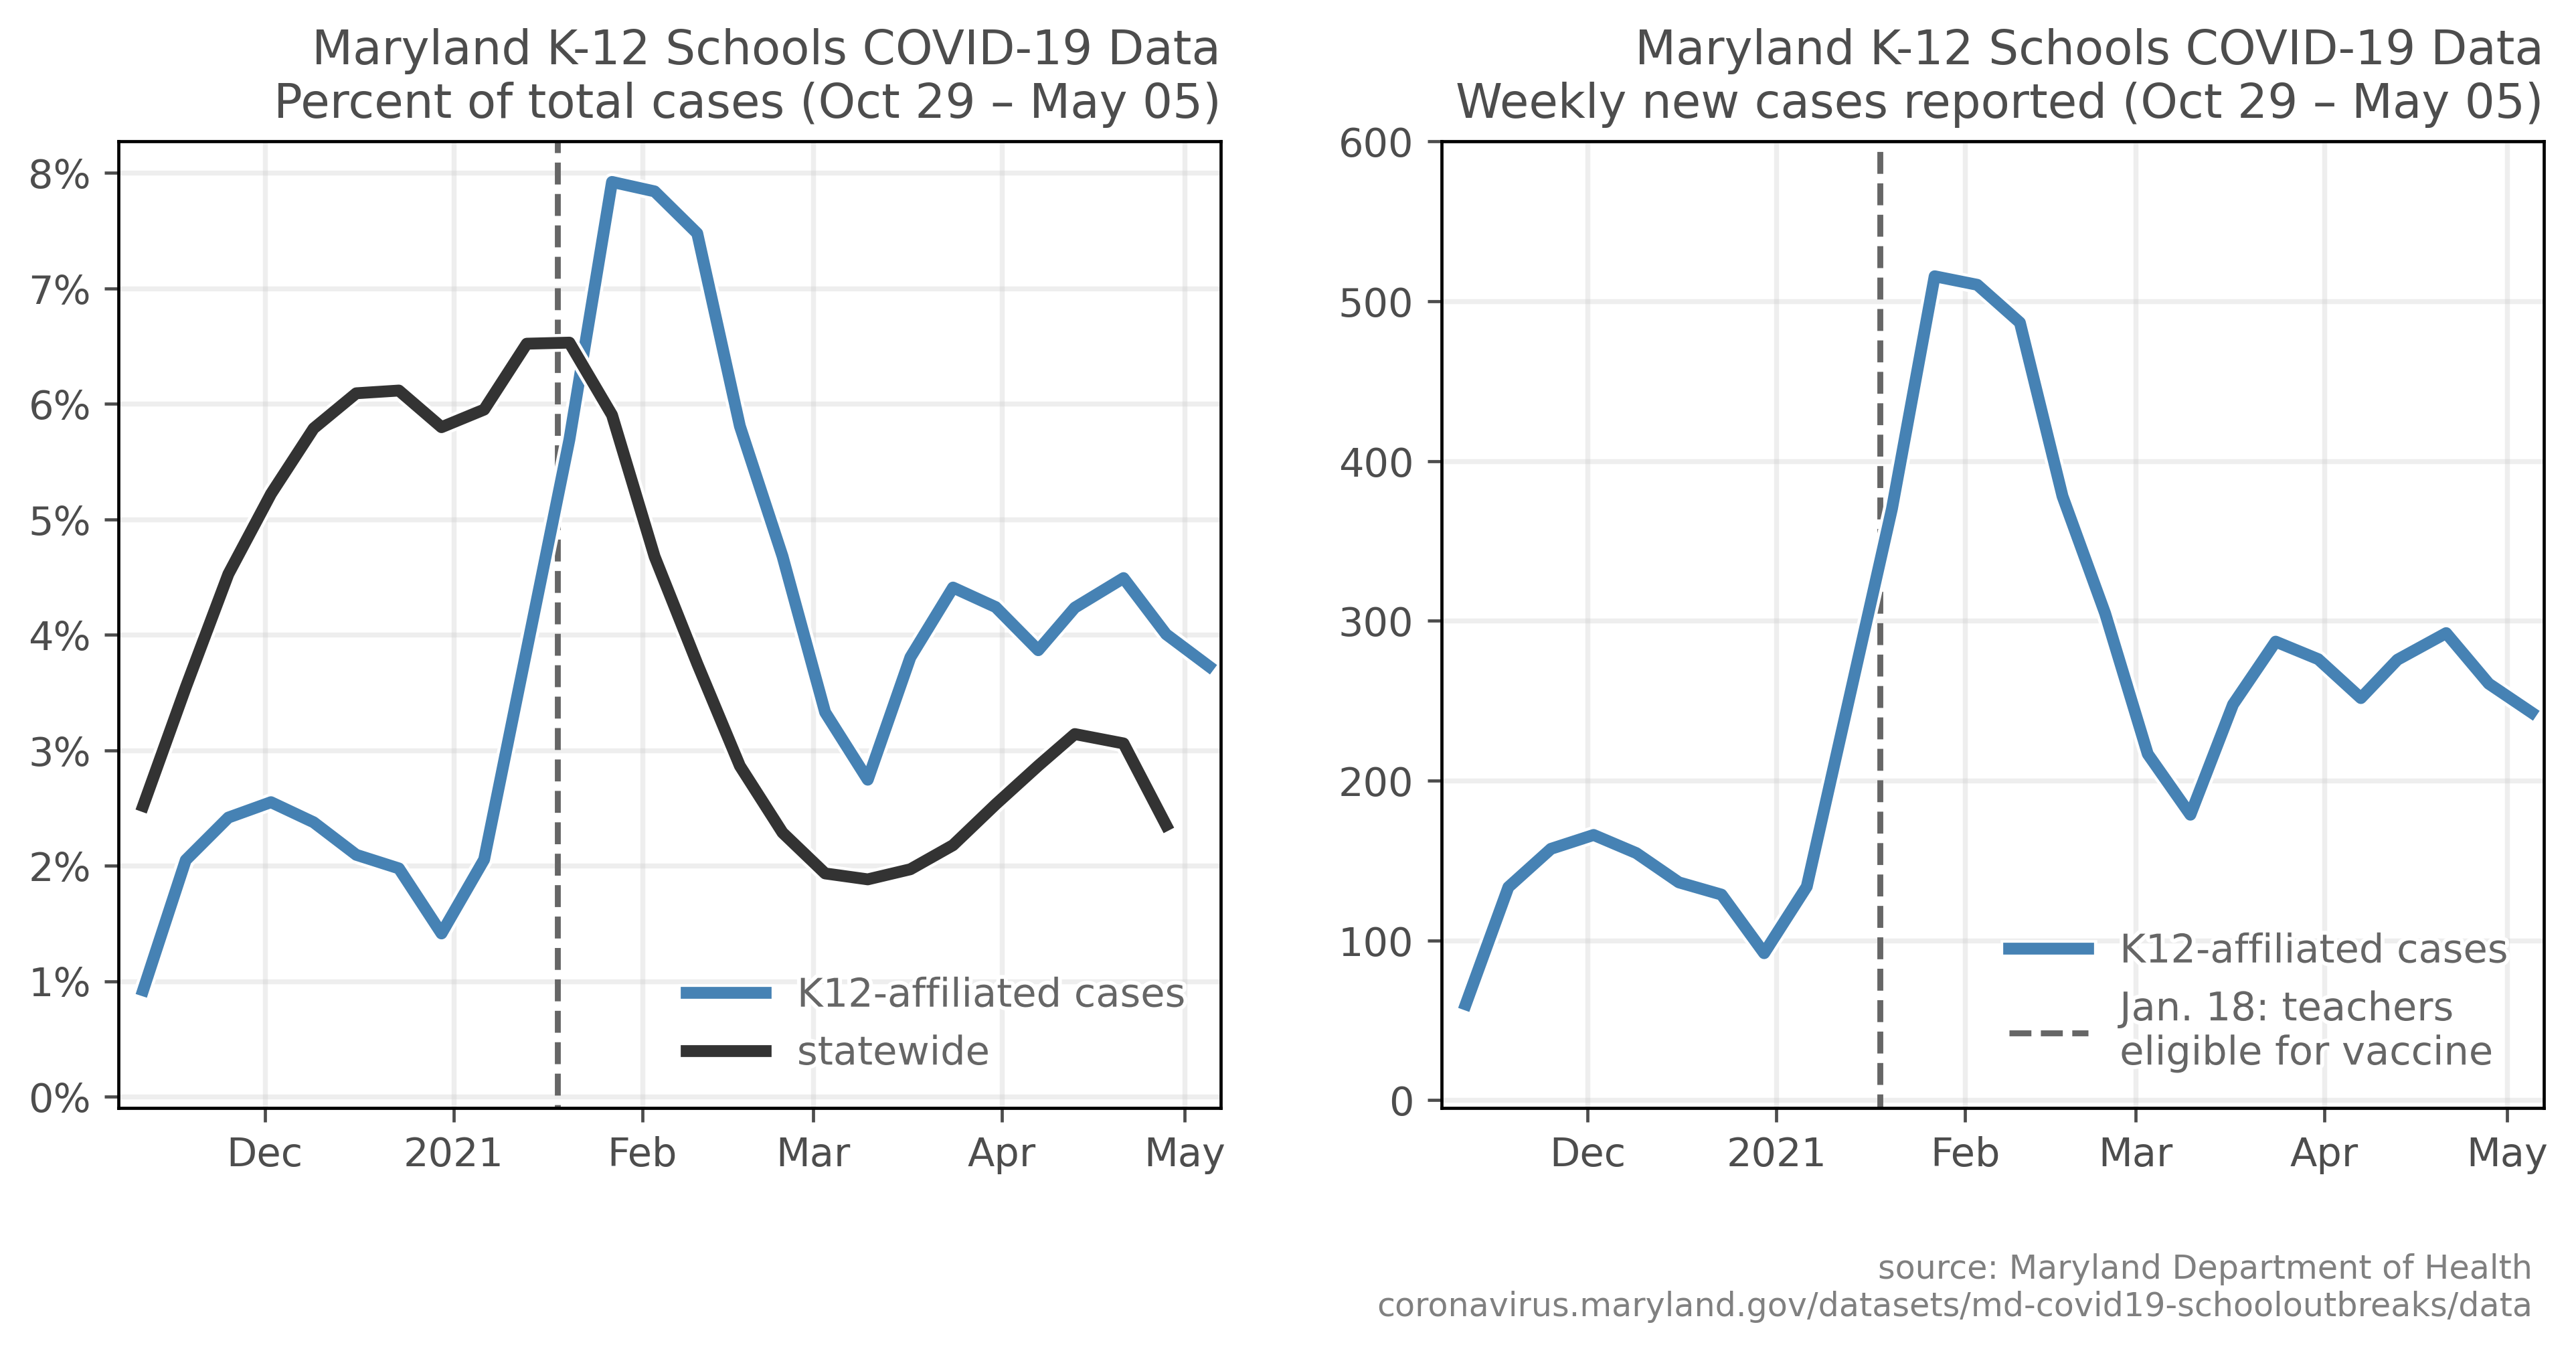 Maryland K-12 Schools COVID-19 Data
Percent of total cases (Oct 29 – May 05)
8%
7%
6%
5%
4%
3%
2%
1%
0%
Dec
2021
Feb
Mar
Apr
May
K12-affiliated cases
statewide
Maryland K-12 Schools COVID-19 Data
Weekly new cases reported (Oct 29 – May 05)
600
500
400
300
200
100
0
Dec
2021
Feb
Mar
Apr
May
K12-affiliated cases
Jan. 18: teachers
eligible for vaccine
source: Maryland Department of Health
coronavirus.maryland.gov/datasets/md-covid19-schooloutbreaks/data